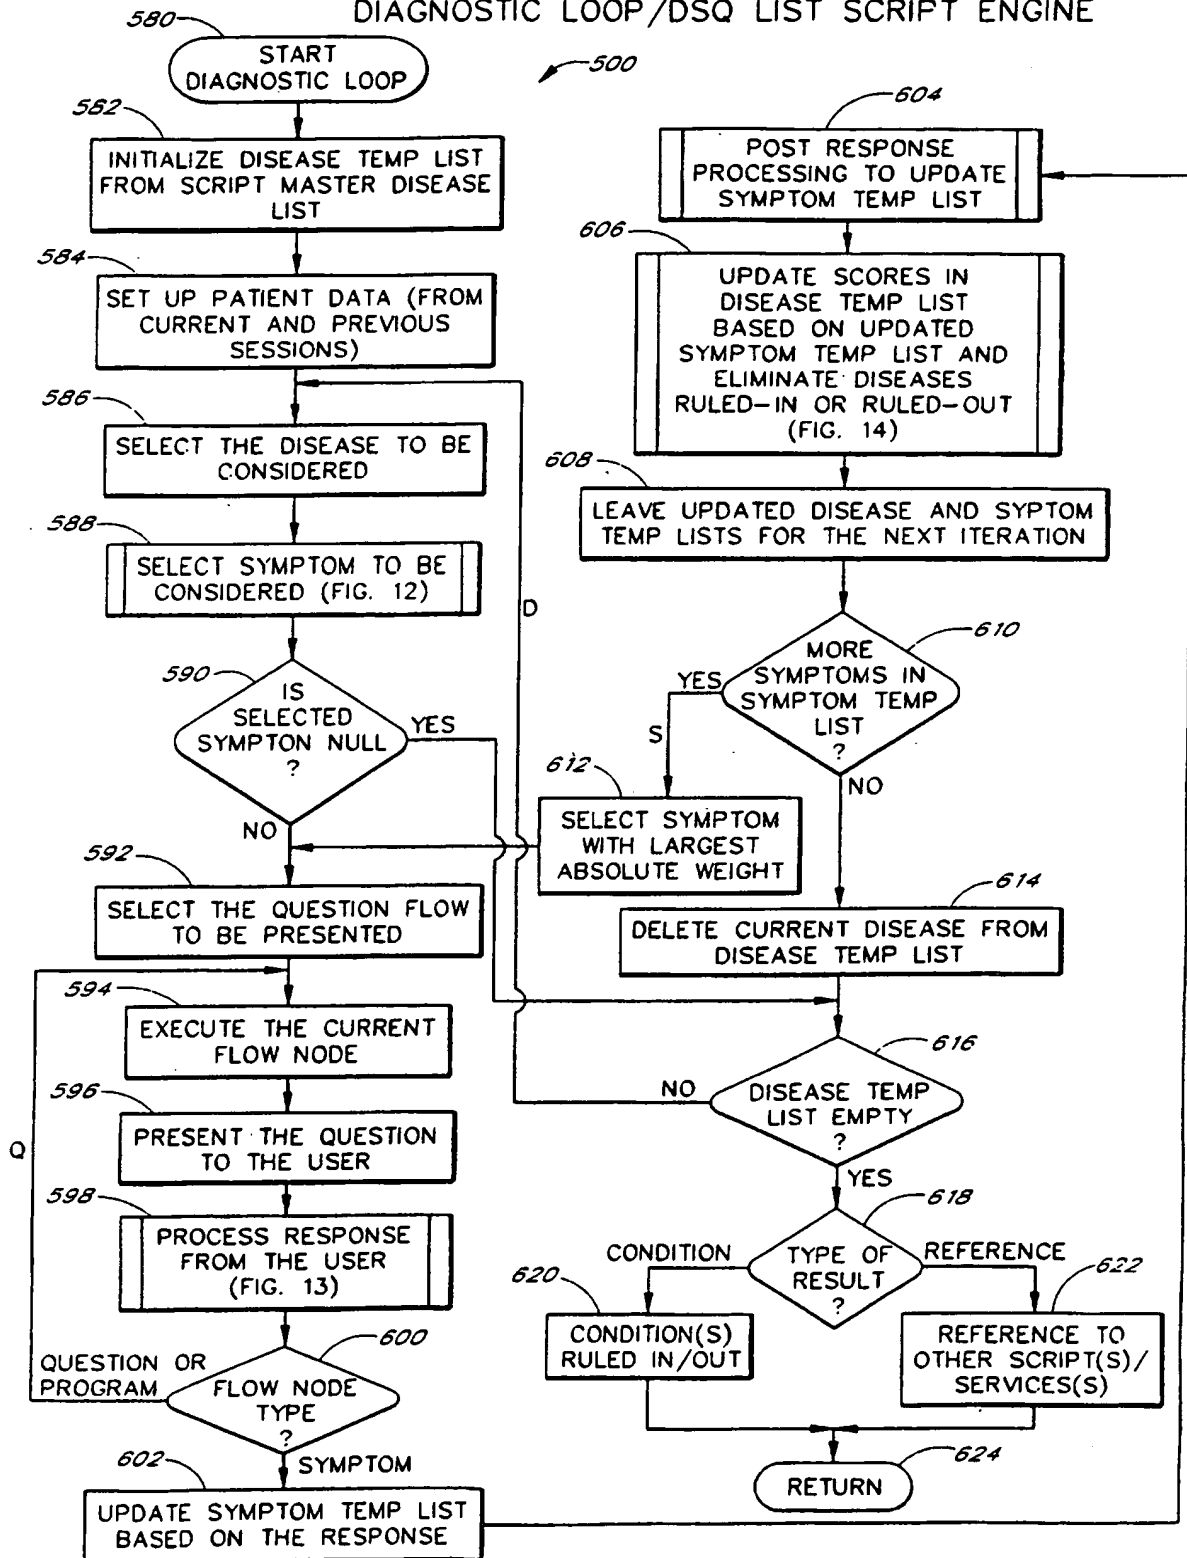 DIAGNOSTIC LOOP/DSQ LIST SCRIPT ENGINE
580
START
DIAGNOSTIC LOOP
500
582
INITIALIZE DISEASE TEMP LIST
FROM SCRIPT MASTER DISEASE
LIST
584
SET UP PATIENT DATA (FROM
CURRENT AND PREVIOUS
SESSIONS)
586
SELECT THE DISEASE TO BE
CONSIDERED
588
SELECT SYMPTOM TO BE
CONSIDERED (FIG. 12)
D
590
IS
SELECTED
SYMPTON NULL
?
YES
NO
592
SELECT THE QUESTION FLOW
TO BE PRESENTED
594
EXECUTE THE CURRENT
FLOW NODE
596
PRESENT THE QUESTION
TO THE USER
Q
598
PROCESS RESPONSE
FROM THE USER
(FIG. 13)
600
QUESTION OR
PROGRAM
FLOW NODE
TYPE
?
SYMPTOM
602
UPDATE SYMPTOM TEMP LIST
BASED ON THE RESPONSE
604
POST RESPONSE
PROCESSING TO UPDATE
SYMPTOM TEMP LIST
606
UPDATE SCORES IN
DISEASE TEMP LIST
BASED ON UPDATED
SYMPTOM TEMP LIST AND
ELIMINATE DISEASES
RULED-IN OR RULED-OUT
(FIG. 14)
608
LEAVE UPDATED DISEASE AND SYPTOM
TEMP LISTS FOR THE NEXT ITERATION
610
MORE
SYMPTOMS IN
SYMPTOM TEMP
LIST
?
YES
S
NO
612
SELECT SYMPTOM
WITH LARGEST
ABSOLUTE WEIGHT
614
DELETE CURRENT DISEASE FROM
DISEASE TEMP LIST
616
DISEASE TEMP
LIST EMPTY
?
NO
YES
618
TYPE OF
RESULT
?
CONDITION
REFERENCE
620
CONDITION(S)
RULED IN/OUT
622
REFERENCE TO
OTHER SCRIPT(S)/
SERVICES(S)
624
RETURN